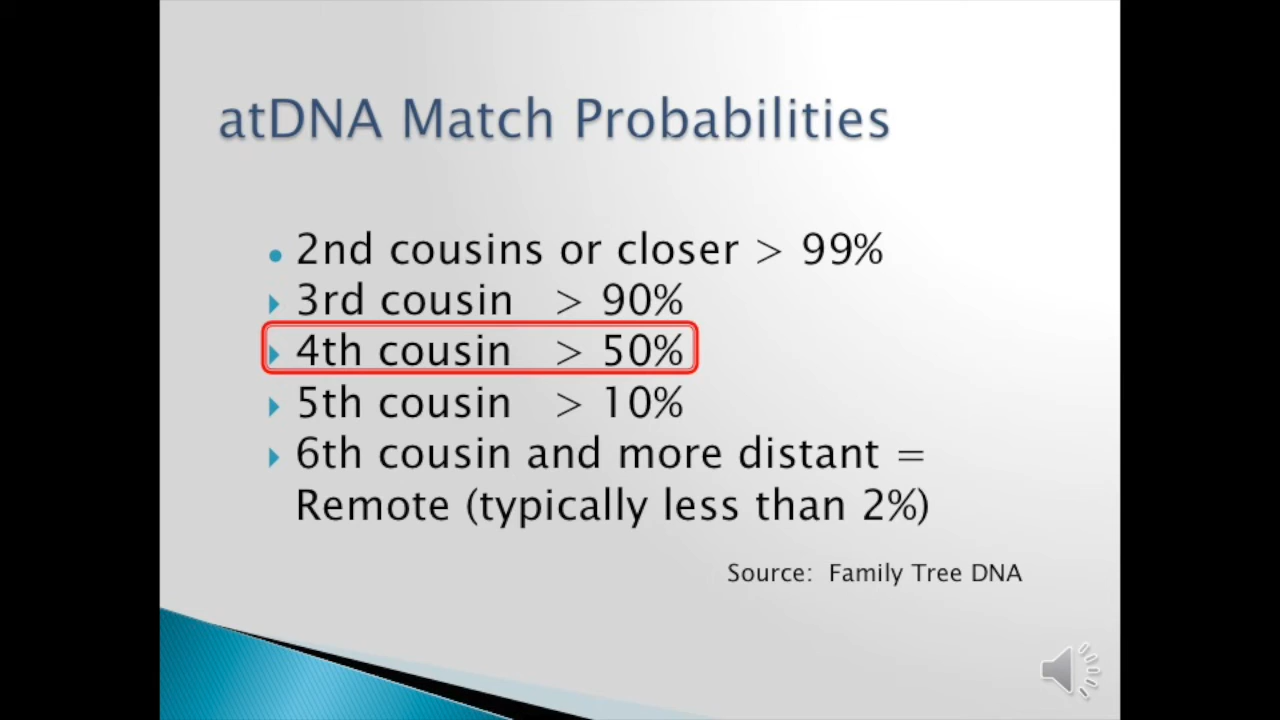 atDNA Match Probabilities
2nd cousins or closer > 99%
3rd cousin > 90%
4th cousin > 50%
5th cousin > 10%
6th cousin and more distant =
Remote (typically less than 2%)
Source: Family Tree DNA